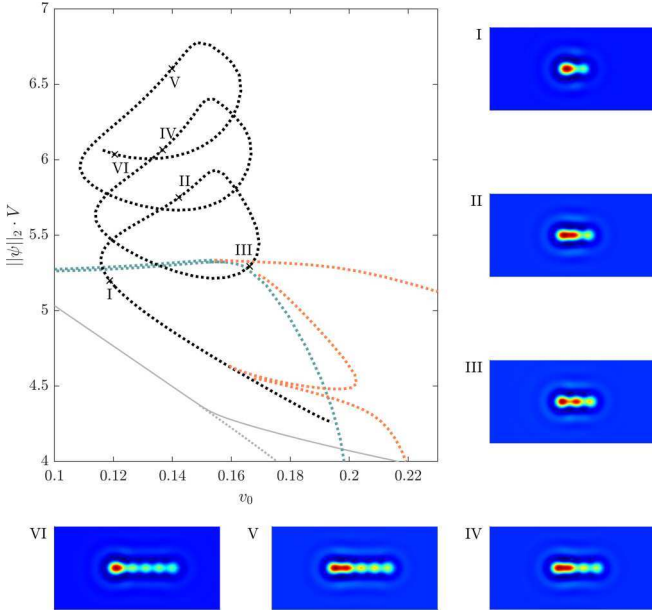 7
6.5
6
5.5
5
4.5
4
||ψ||₂ · V
0.1 0.12 0.14 0.16 0.18 0.2 0.22
v₀
V
IV
VI
II
III
I
I
II
III
VI V IV